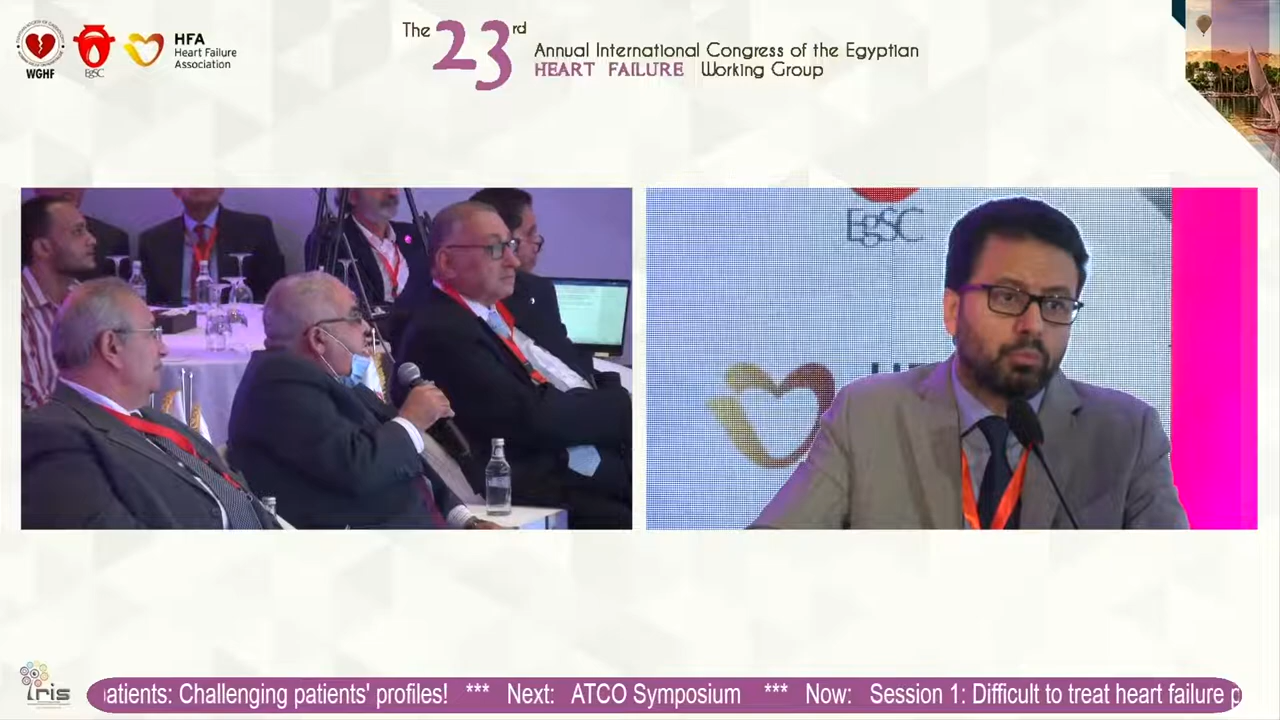 WGHF
EgSC
HFA
Heart Failure
Association
The 23rd
Annual International Congress of the Egyptian
HEART FAILURE Working Group
EgSC
iris
atients: Challenging patients' profiles! *** Next: ATCO Symposium *** Now: Session 1: Difficult to treat heart failure p